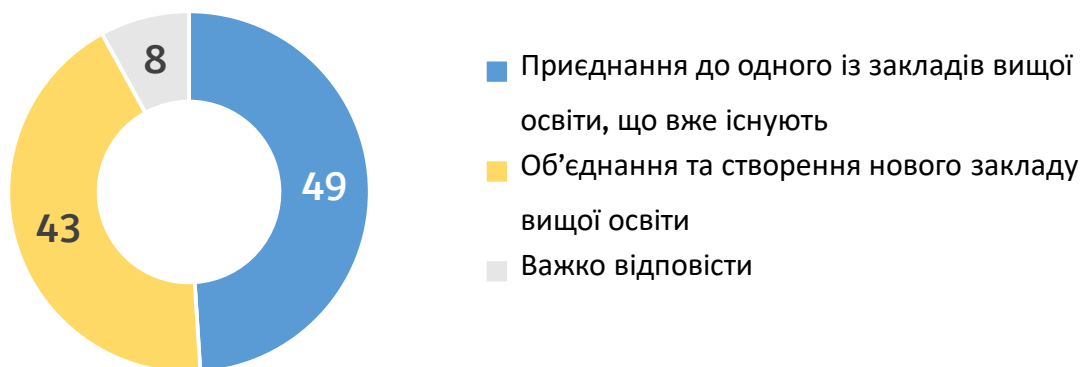 8
49
43
Приєднання до одного із закладів вищої
освіти, що вже існують
Об’єднання та створення нового закладу
вищої освіти
Важко відповісти